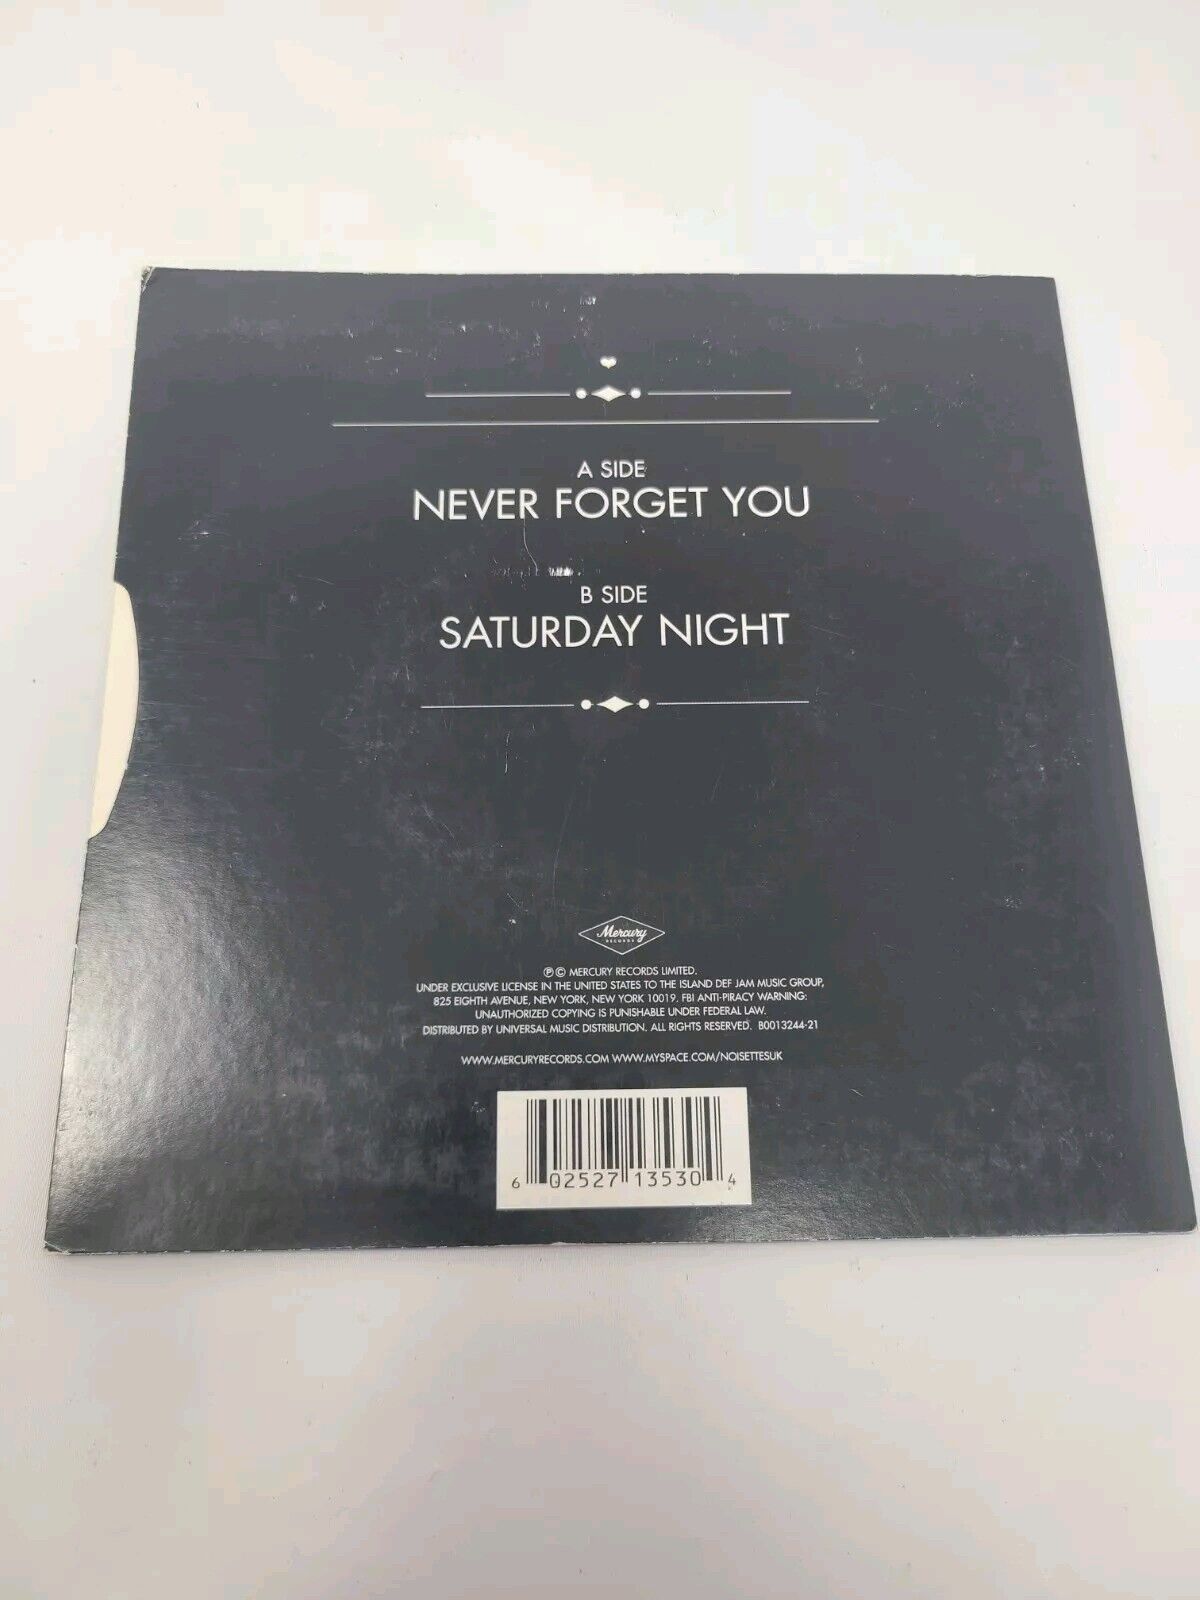 A SIDE
NEVER FORGET YOU
B SIDE
SATURDAY NIGHT
Mercury
RECORDS
℗© MERCURY RECORDS LIMITED.
UNDER EXCLUSIVE LICENSE IN THE UNITED STATES TO THE ISLAND DEF JAM MUSIC GROUP,
825 EIGHTH AVENUE, NEW YORK, NEW YORK 10019. FBI ANTI-PIRACY WARNING:
UNAUTHORIZED COPYING IS PUNISHABLE UNDER FEDERAL LAW.
DISTRIBUTED BY UNIVERSAL MUSIC DISTRIBUTION. ALL RIGHTS RESERVED. B0013244-21
WWW.MERCURYRECORDS.COM WWW.MYSPACE.COM/NOISETTESUK
6 02527 13530 4